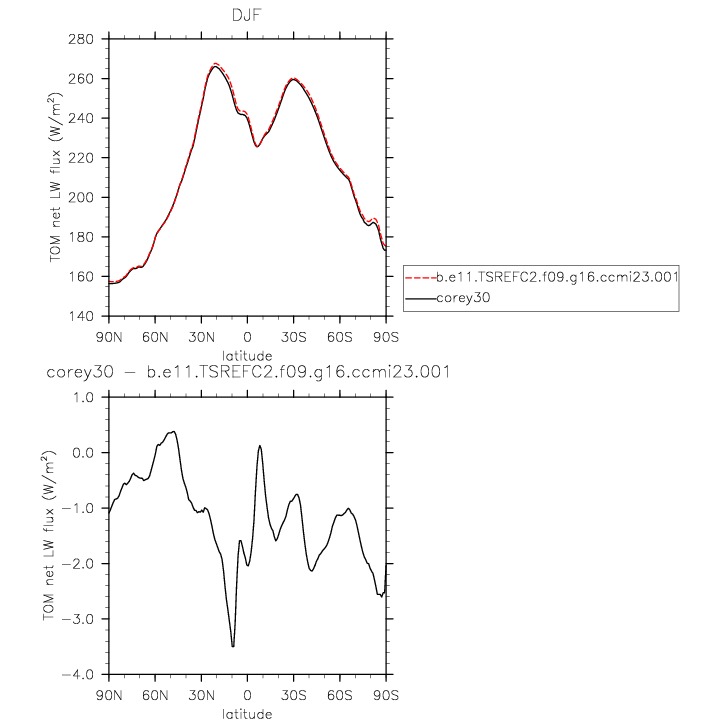 DJF
TOM net LW flux (W/m²)
280
260
240
220
200
180
160
140
90N 60N 30N 0 30S 60S 90S
latitude
b.e11.TSREFC2.f09.g16.ccmi23.001
corey30
corey30 − b.e11.TSREFC2.f09.g16.ccmi23.001
TOM net LW flux (W/m²)
1.0
0.0
−1.0
−2.0
−3.0
−4.0
90N 60N 30N 0 30S 60S 90S
latitude